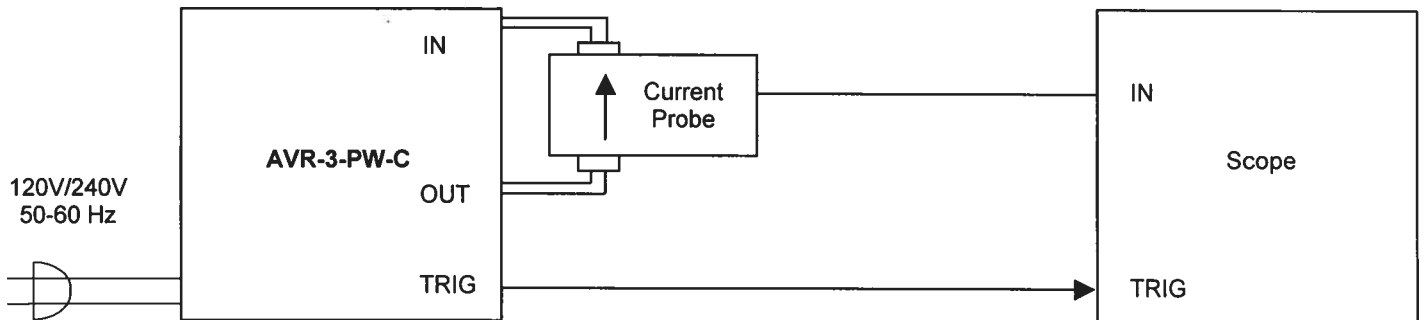 IN
Current
Probe
IN
AVR-3-PW-C
Scope
120V/240V
50-60 Hz
OUT
TRIG
TRIG